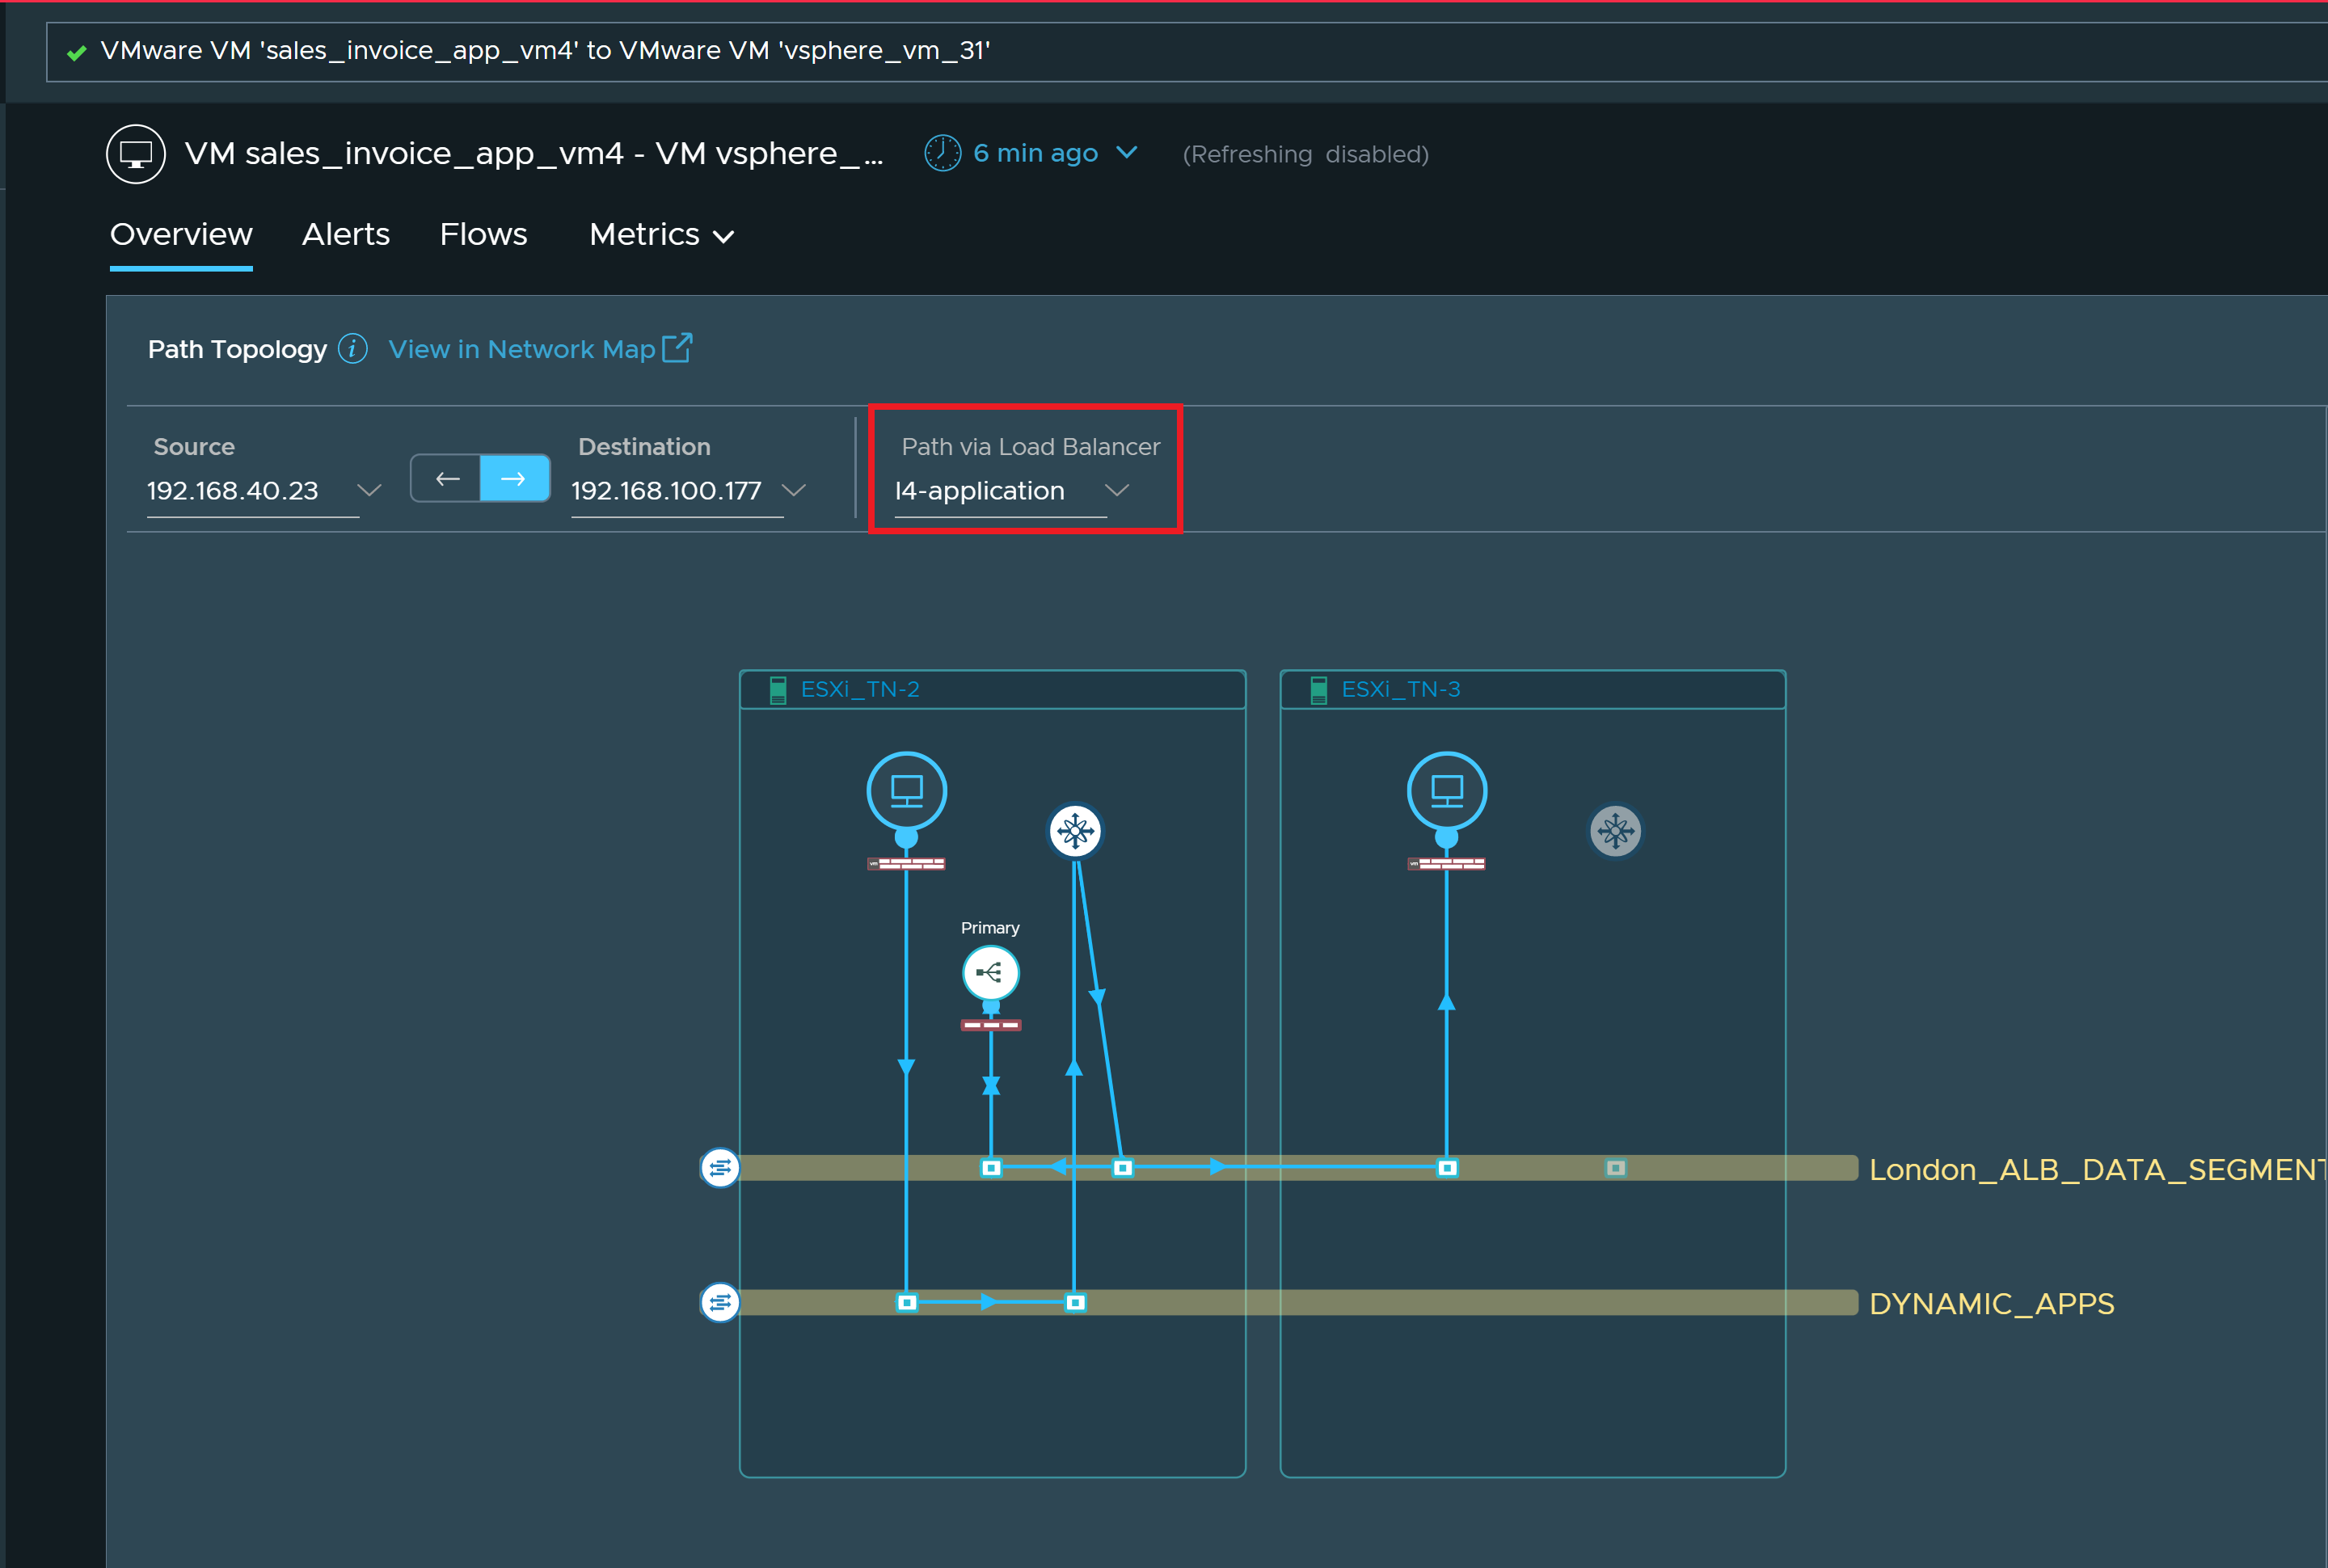 VMware VM 'sales_invoice_app_vm4' to VMware VM 'vsphere_vm_31'
VM sales_invoice_app_vm4 - VM vsphere_... 6 min ago (Refreshing disabled)
Overview Alerts Flows Metrics
Path Topology i View in Network Map
Source Destination Path via Load Balancer
192.168.40.23 192.168.100.177 l4-application
ESXi_TN-2 ESXi_TN-3
vm vm
Primary
London_ALB_DATA_SEGMENT
DYNAMIC_APPS